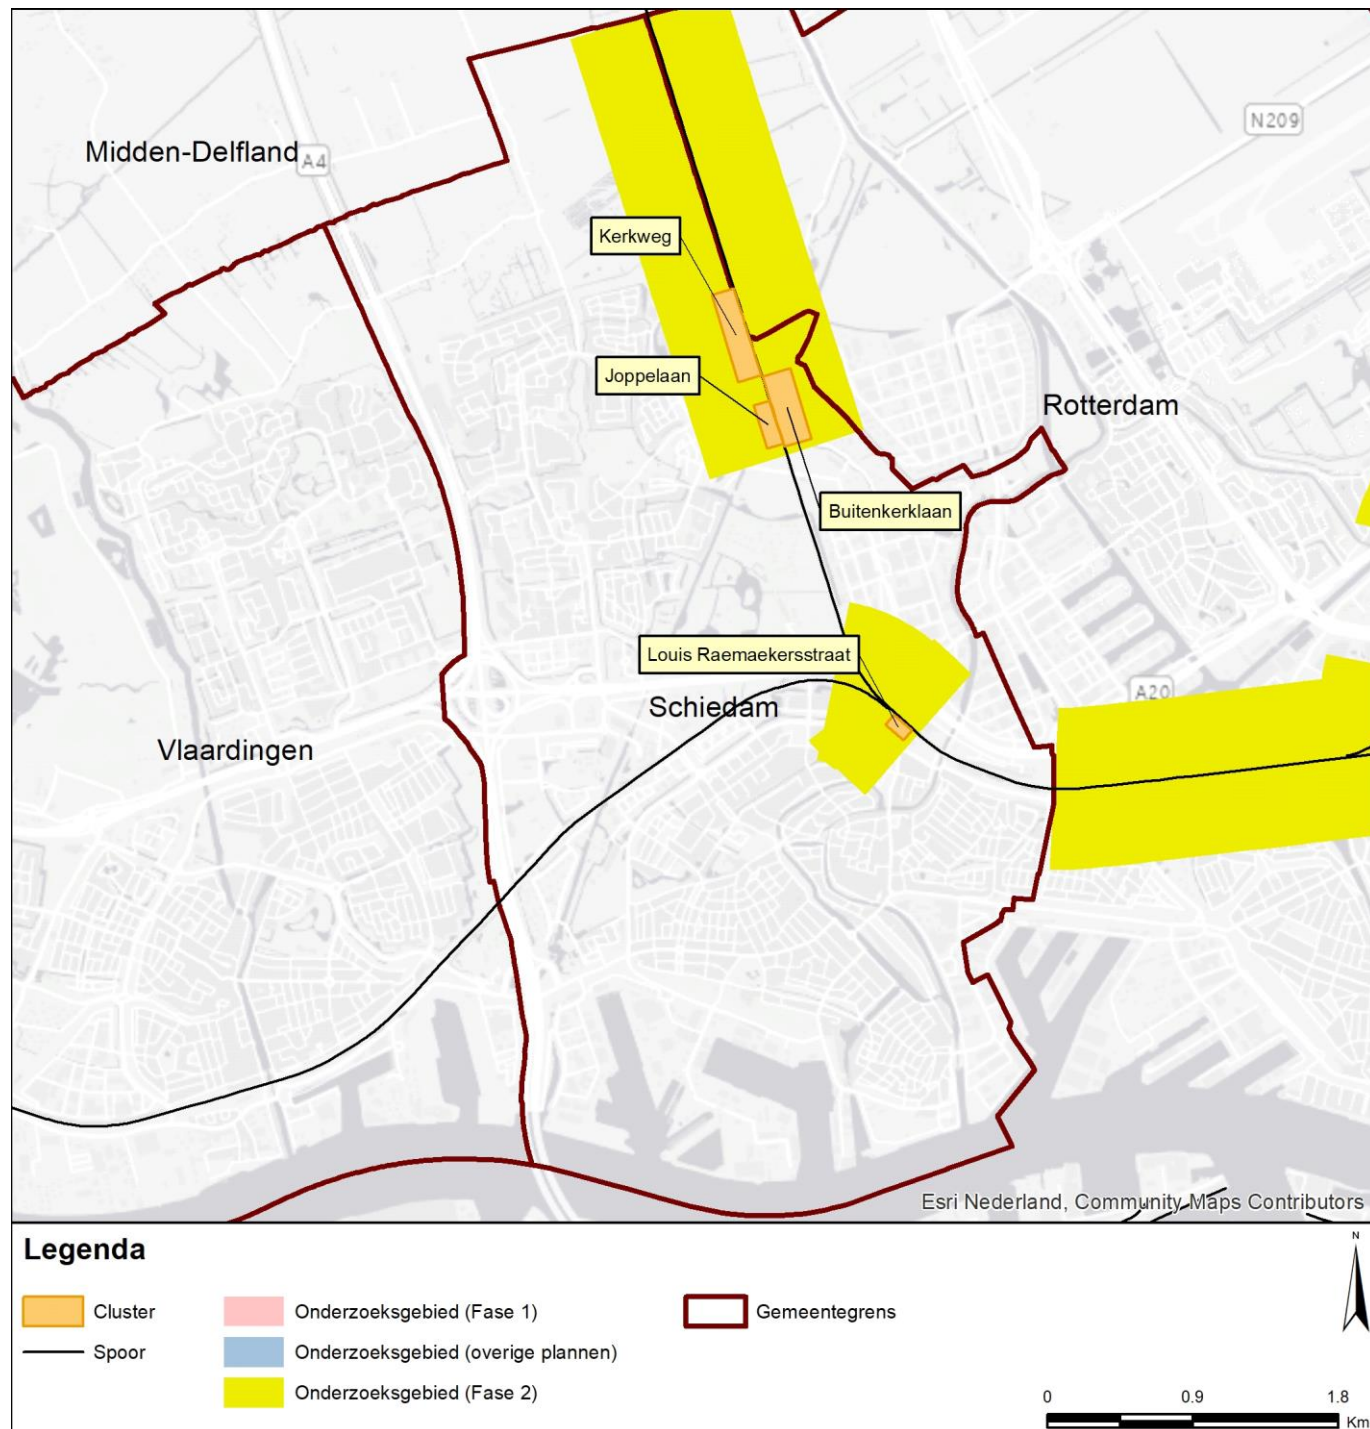 N209
Midden-Delfland
A4
Kerkweg
Joppelaan
Rotterdam
Buitenkerklaan
Louis Raemaekersstraat
A20
Schiedam
Vlaardingen
Esri Nederland, Community Maps Contributors
Legenda
N
Cluster
Onderzoeksgebied (Fase 1)
Gemeentegrens
Spoor
Onderzoeksgebied (overige plannen)
Onderzoeksgebied (Fase 2)
0 0.9 1.8
Km